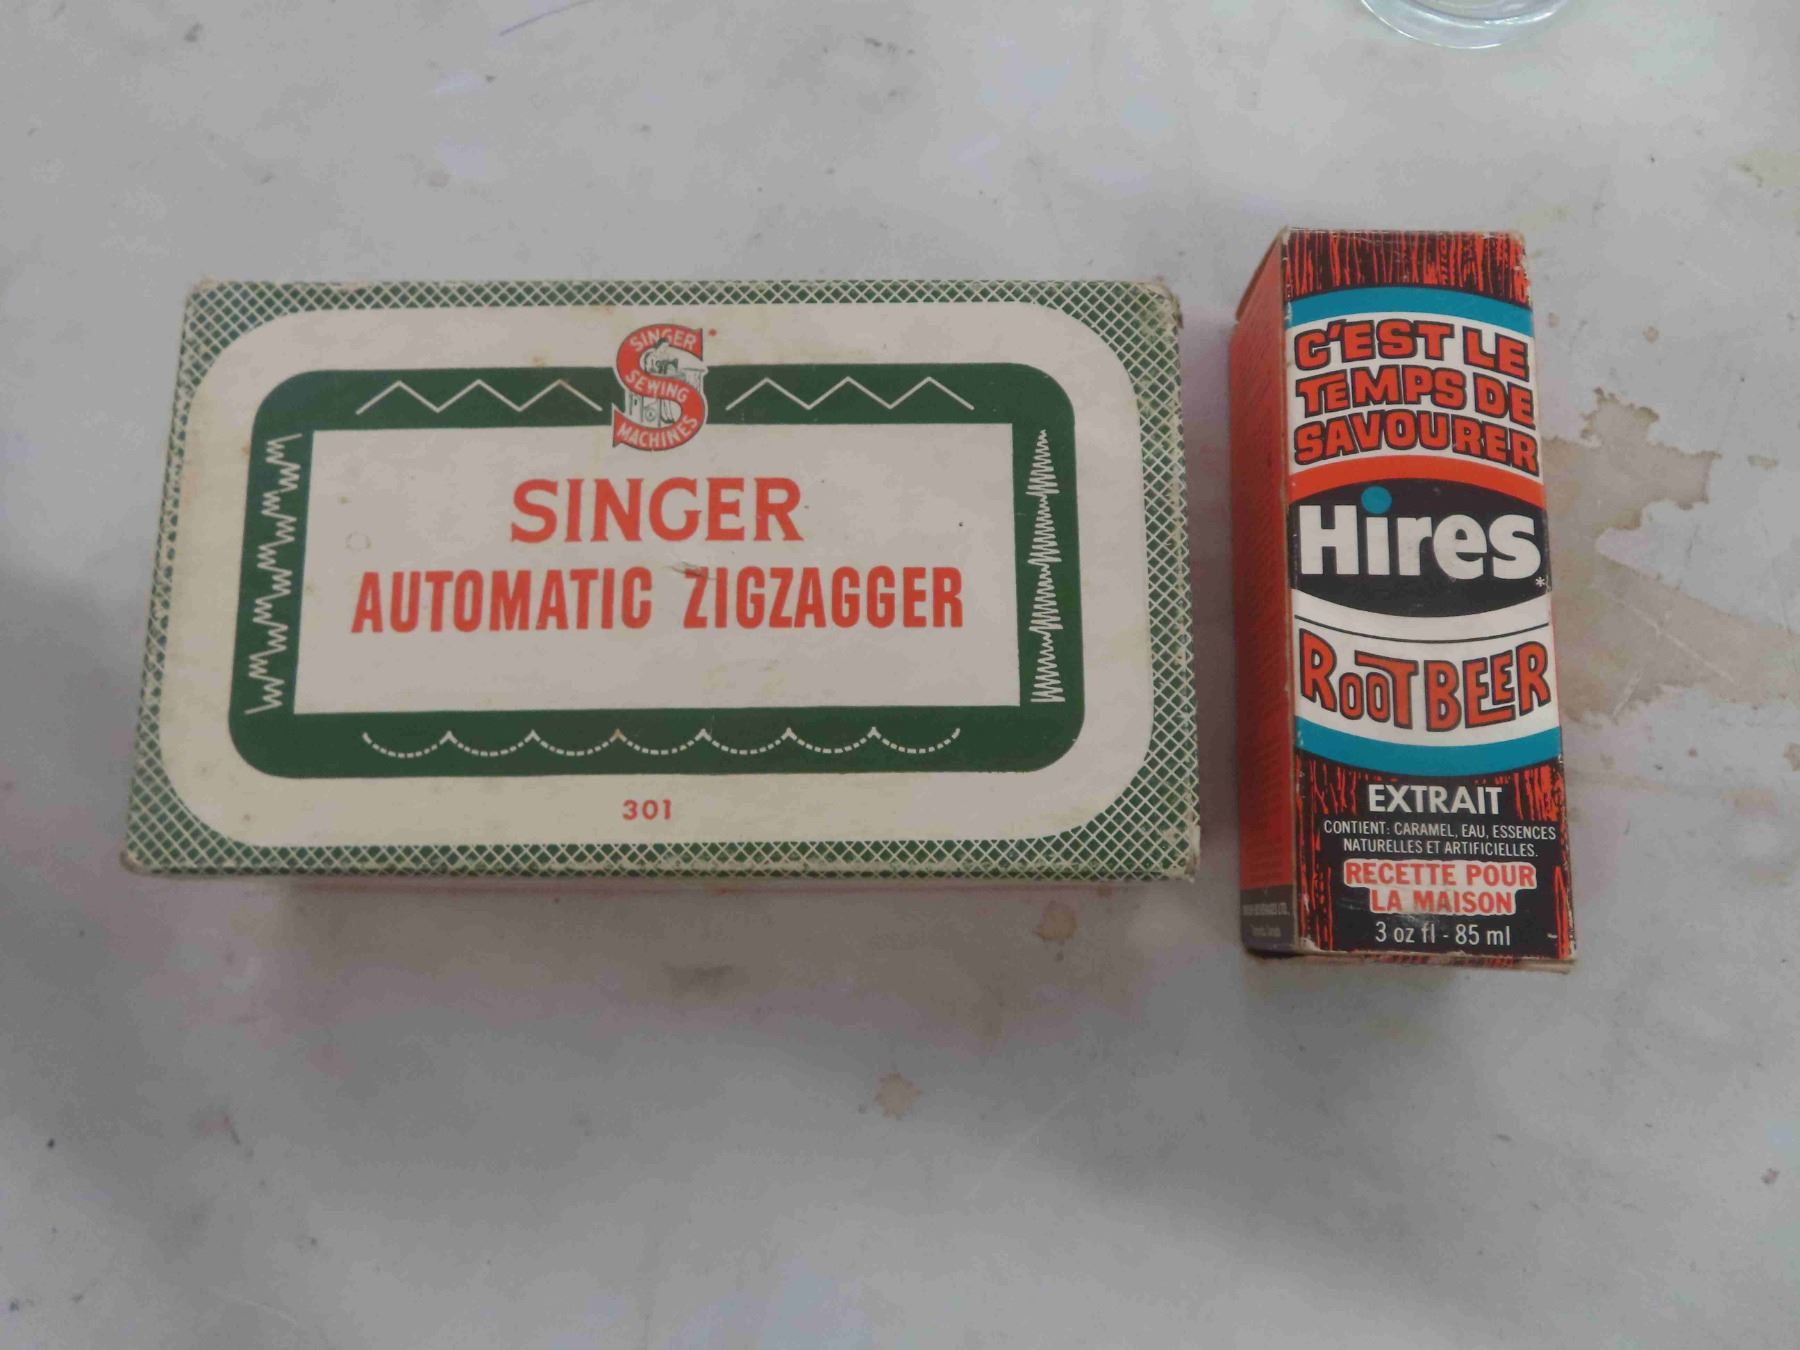 SINGER
SEWING
MACHINES
SINGER
AUTOMATIC ZIGZAGGER
301
C'EST LE
TEMPS DE
SAVOURER
Hires*
ROOT BEER
EXTRAIT
CONTIENT: CARAMEL, EAU, ESSENCES
NATURELLES ET ARTIFICIELLES.
RECETTE POUR
LA MAISON
3 oz fl - 85 ml